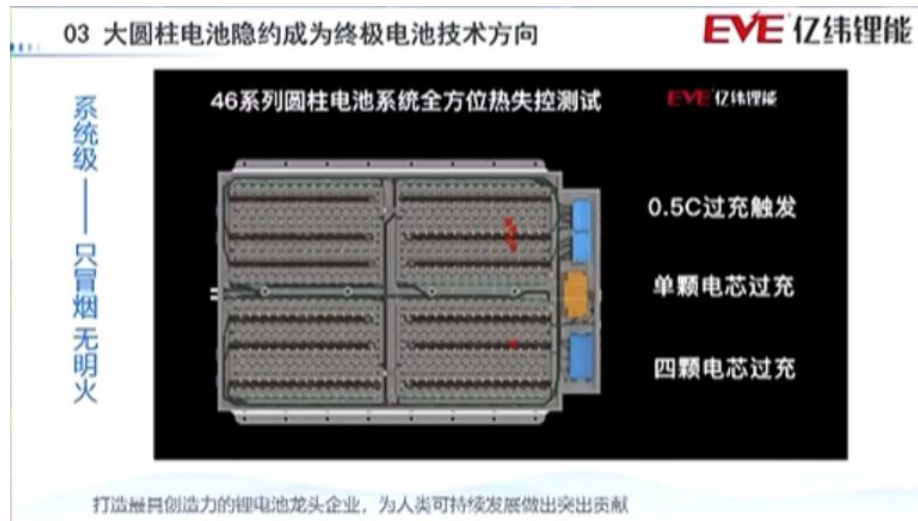 03 大圆柱电池隐约成为终极电池技术方向
EVE 亿纬锂能
系统级——只冒烟 无明火
46系列圆柱电池系统全方位热失控测试
EVE 亿纬锂能
0.5C过充触发
单颗电芯过充
四颗电芯过充
打造最具创造力的锂电池龙头企业，为人类可持续发展做出突出贡献